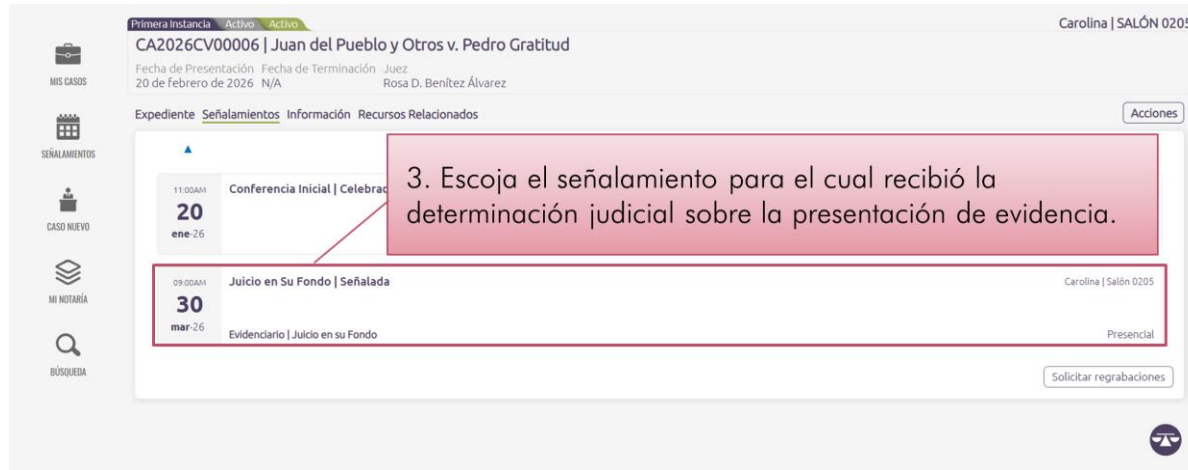 Primera Instancia Activo Activo
Carolina | SALÓN 0205
CA2026CV00006 | Juan del Pueblo y Otros v. Pedro Gratitud
Fecha de Presentación Fecha de Terminación Juez
20 de febrero de 2026 N/A Rosa D. Benítez Álvarez
MIS CASOS
SEÑALAMIENTOS
CASO NUEVO
MI NOTARÍA
BÚSQUEDA
Expediente Señalamientos Información Recursos Relacionados
Acciones
11:00AM
20
ene-26
Conferencia Inicial |
3. Escoja el señalamiento para el cual recibió la
determinación judicial sobre la presentación de evidencia.
09:00AM
30
mar-26
Juicio en Su Fondo | Señalada
Carolina | Salón 0205
Evidenciario | Juicio en su Fondo
Presencial
Solicitar regrabaciones